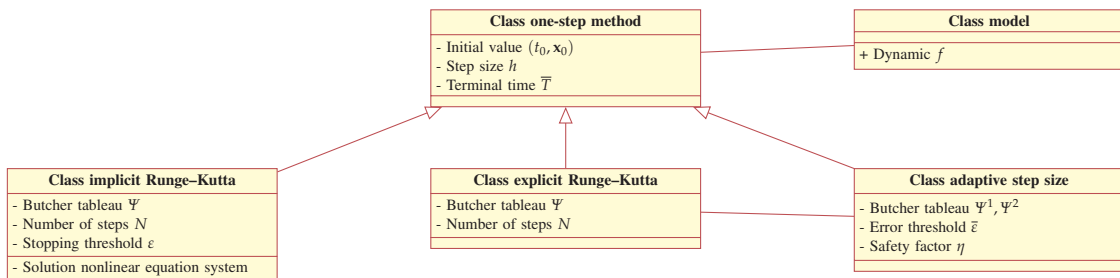 Class one-step method
- Initial value (t₀, x₀)
- Step size h
- Terminal time T̅
Class model
+ Dynamic f
Class implicit Runge–Kutta
- Butcher tableau Ψ
- Number of steps N
- Stopping threshold ε
- Solution nonlinear equation system
Class explicit Runge–Kutta
- Butcher tableau Ψ
- Number of steps N
Class adaptive step size
- Butcher tableau Ψ¹, Ψ²
- Error threshold ε̅
- Safety factor η